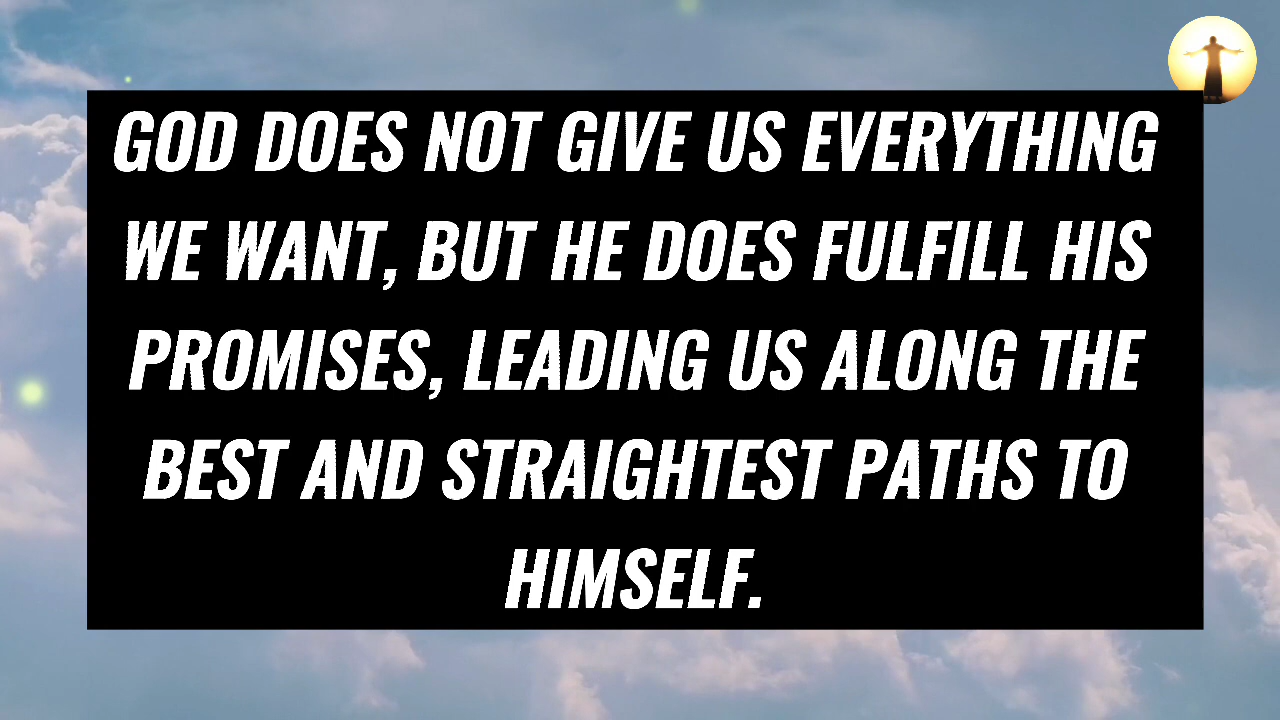 GOD DOES NOT GIVE US EVERYTHING
WE WANT, BUT HE DOES FULFILL HIS
PROMISES, LEADING US ALONG THE
BEST AND STRAIGHTEST PATHS TO
HIMSELF.